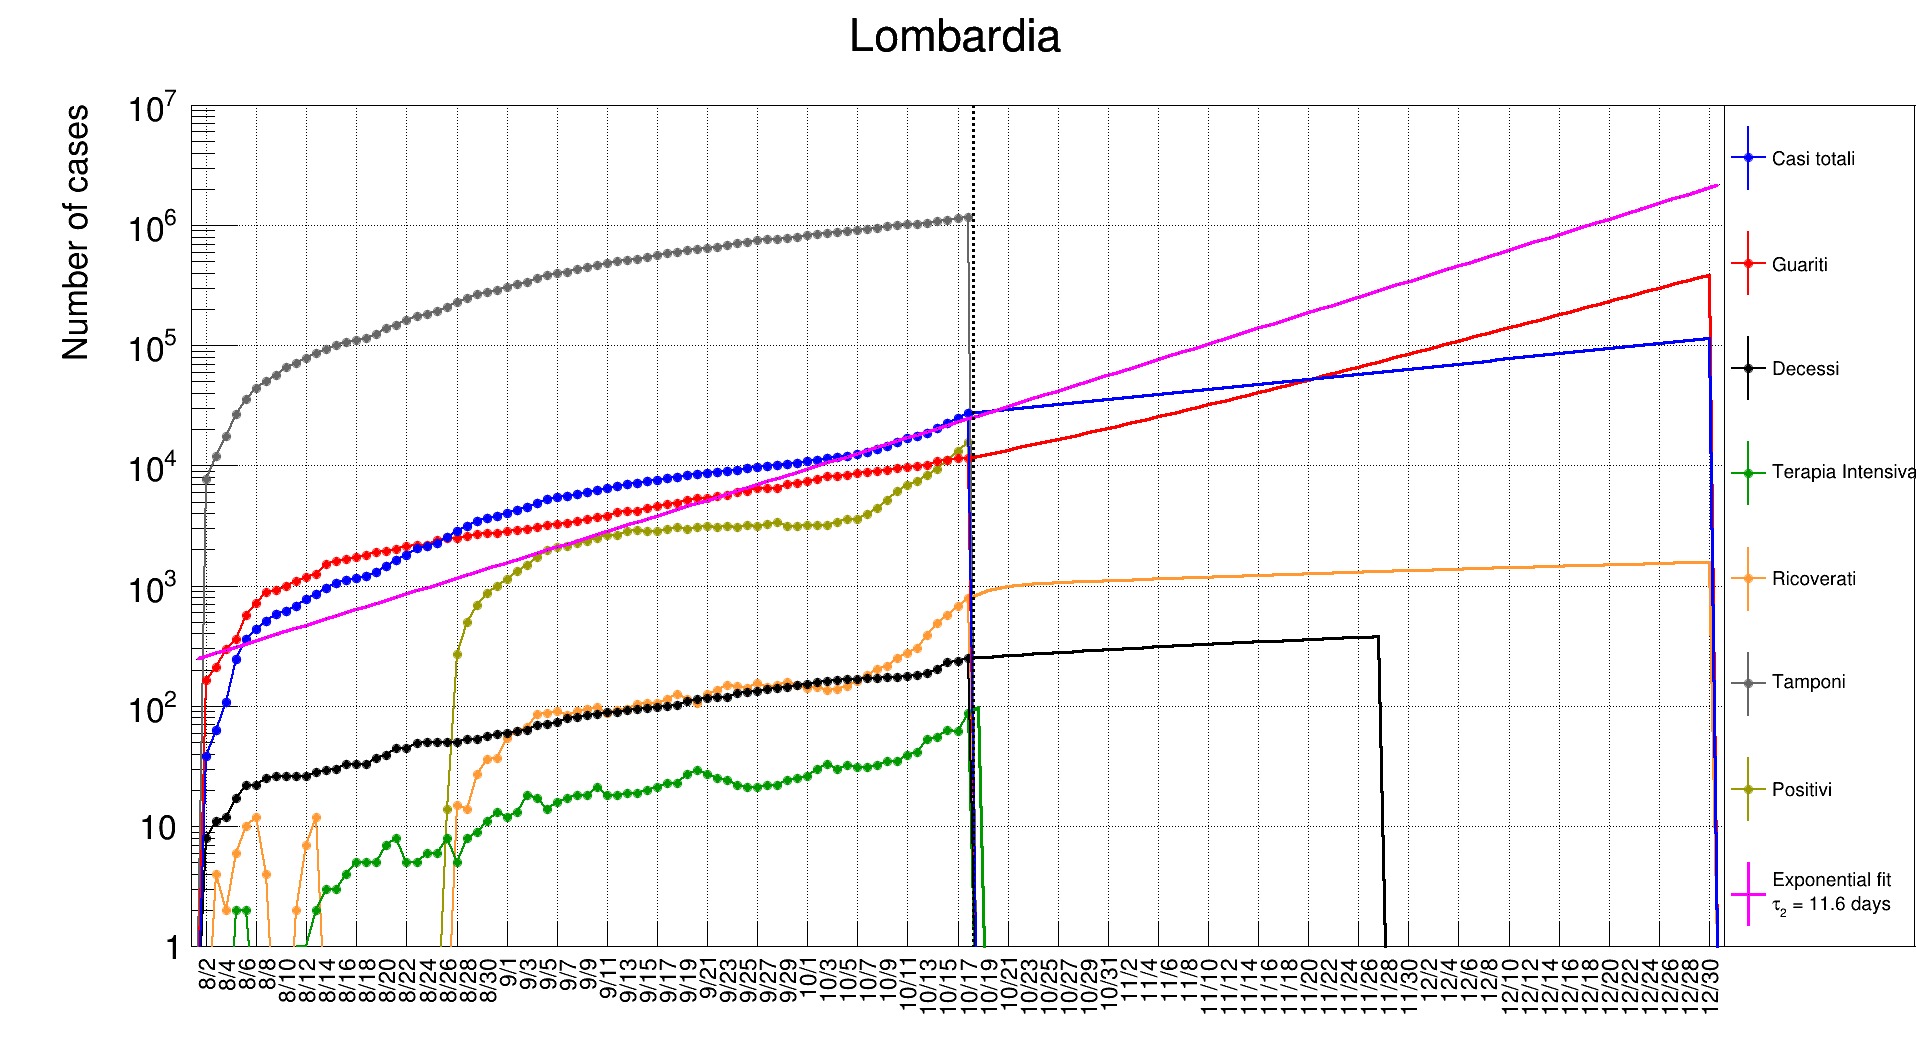 Lombardia
Number of cases
10^7
10^6
10^5
10^4
10^3
10^2
10
1
8/2 8/4 8/6 8/8 8/10 8/12 8/14 8/16 8/18 8/20 8/22 8/24 8/26 8/28 8/30 9/1 9/3 9/5 9/7 9/9 9/11 9/13 9/15 9/17 9/19 9/21 9/23 9/25 9/27 9/29 10/1 10/3 10/5 10/7 10/9 10/11 10/13 10/15 10/17 10/19 10/21 10/23 10/25 10/27 10/29 10/31 11/2 11/4 11/6 11/8 11/10 11/12 11/14 11/16 11/18 11/20 11/22 11/24 11/26 11/28 11/30 12/2 12/4 12/6 12/8 12/10 12/12 12/14 12/16 12/18 12/20 12/22 12/24 12/26 12/28 12/30
Casi totali
Guariti
Decessi
Terapia Intensiva
Ricoverati
Tamponi
Positivi
Exponential fit
τ_2 = 11.6 days